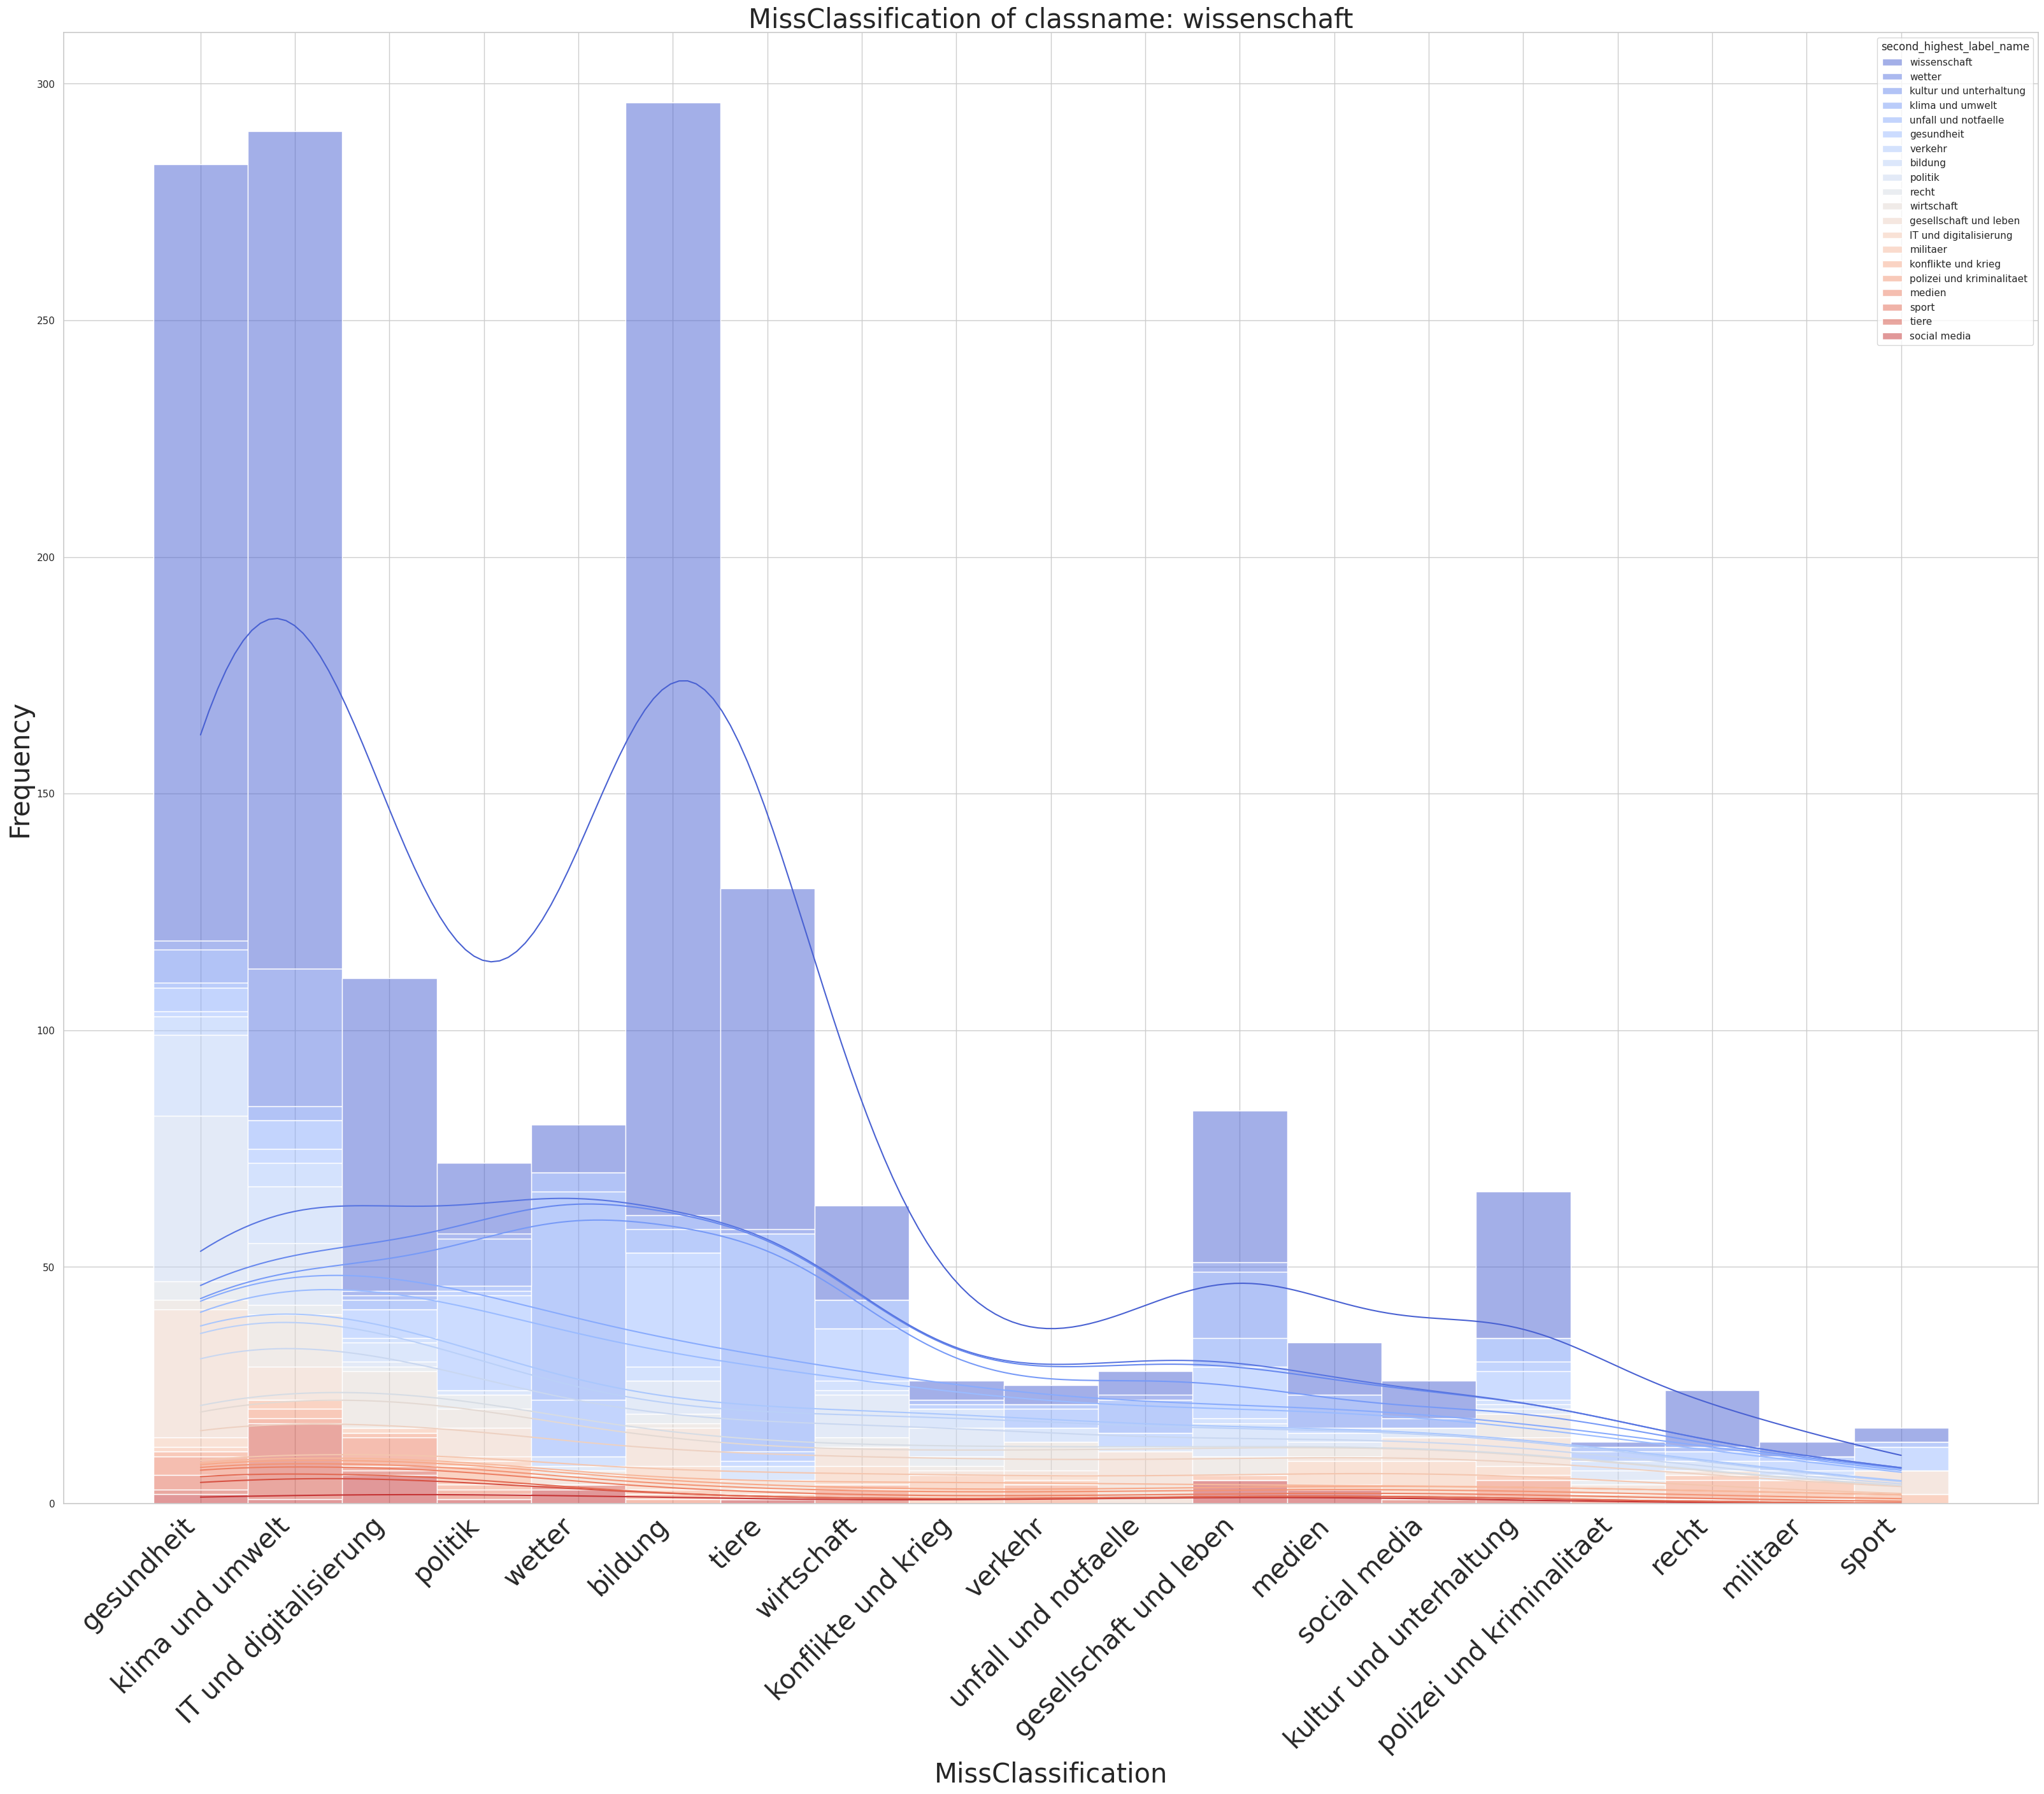 MissClassification of classname: wissenschaft
second_highest_label_name
wissenschaft
wetter
kultur und unterhaltung
klima und umwelt
unfall und notfaelle
gesundheit
verkehr
bildung
politik
recht
wirtschaft
gesellschaft und leben
IT und digitalisierung
militaer
konflikte und krieg
polizei und kriminalitaet
medien
sport
tiere
social media
Frequency
300
250
200
150
100
50
0
gesundheit
klima und umwelt
IT und digitalisierung
politik
wetter
bildung
tiere
wirtschaft
konflikte und krieg
verkehr
unfall und notfaelle
gesellschaft und leben
medien
social media
kultur und unterhaltung
polizei und kriminalitaet
recht
militaer
sport
MissClassification